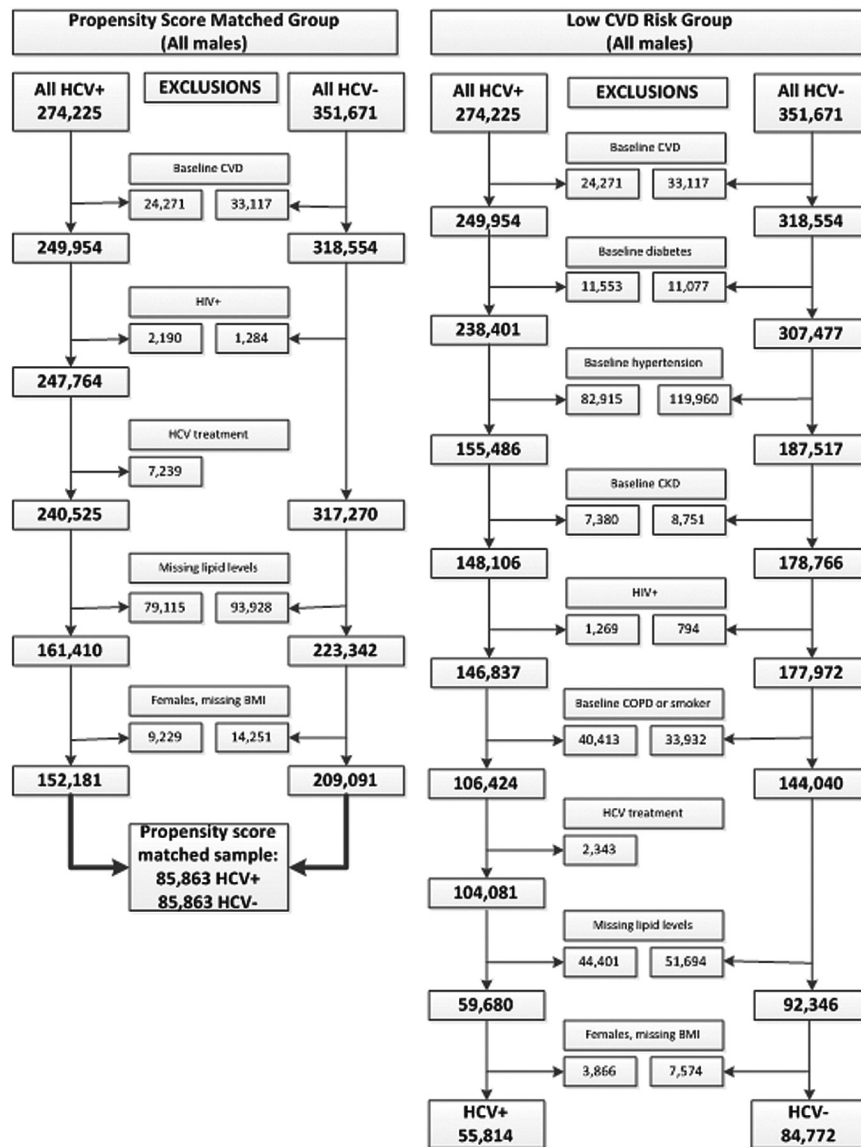 Propensity Score Matched Group
(All males)
All HCV+
274,225
EXCLUSIONS
All HCV-
351,671
Baseline CVD
24,271
33,117
249,954
318,554
HIV+
2,190
1,284
247,764
HCV treatment
7,239
240,525
317,270
Missing lipid levels
79,115
93,928
161,410
223,342
Females, missing BMI
9,229
14,251
152,181
209,091
Propensity score
matched sample:
85,863 HCV+
85,863 HCV-
Low CVD Risk Group
(All males)
All HCV+
274,225
EXCLUSIONS
All HCV-
351,671
Baseline CVD
24,271
33,117
249,954
318,554
Baseline diabetes
11,553
11,077
238,401
307,477
Baseline hypertension
82,915
119,960
155,486
187,517
Baseline CKD
7,380
8,751
148,106
178,766
HIV+
1,269
794
146,837
177,972
Baseline COPD or smoker
40,413
33,932
106,424
144,040
HCV treatment
2,343
104,081
Missing lipid levels
44,401
51,694
59,680
92,346
Females, missing BMI
3,866
7,574
HCV+
55,814
HCV-
84,772